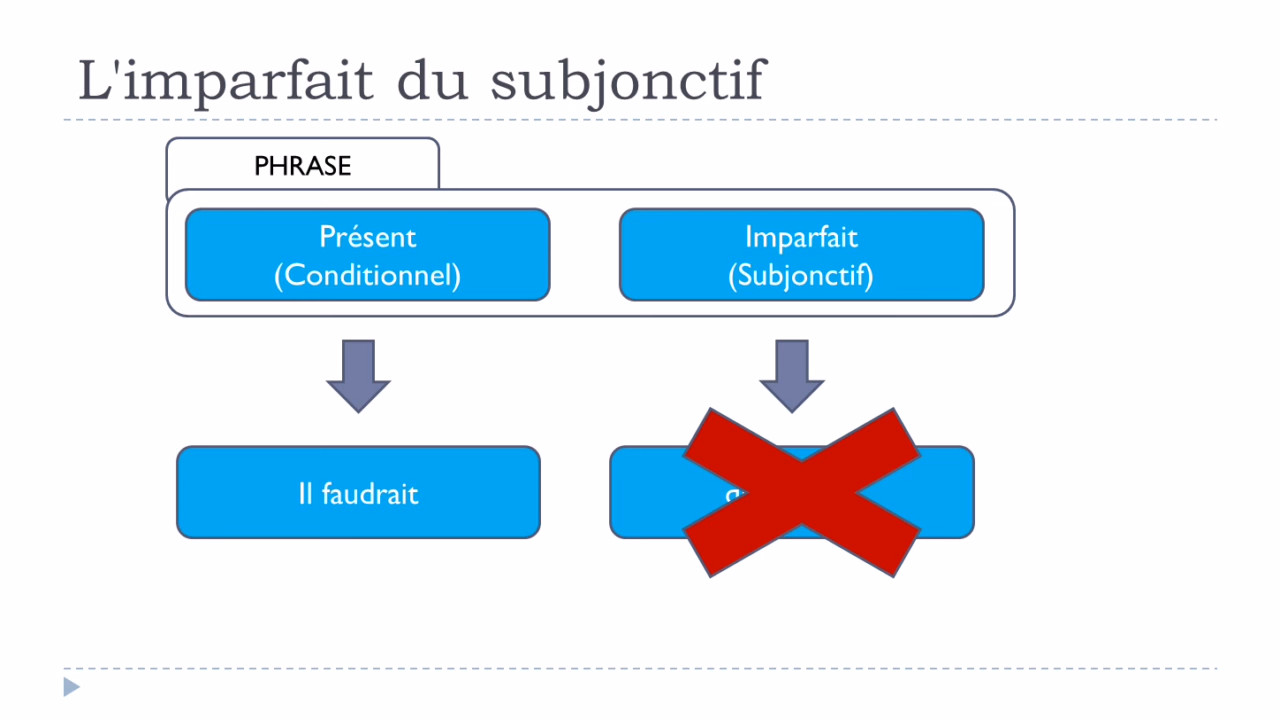 L'imparfait du subjonctif
PHRASE
Présent
(Conditionnel)
Imparfait
(Subjonctif)
Il faudrait